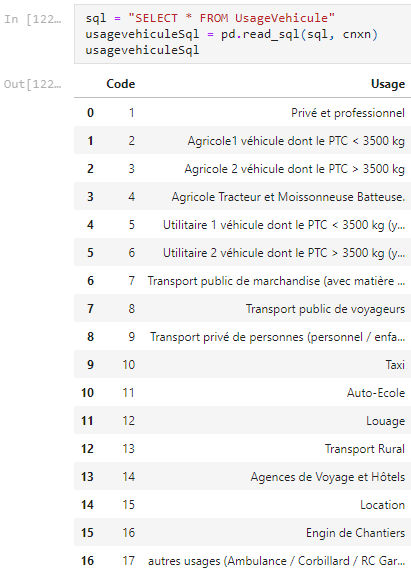 In [122… sql = "SELECT * FROM UsageVehicule"
usagevehiculeSql = pd.read_sql(sql, cnxn)
usagevehiculeSql
Out[122… Code Usage
0 1 Privé et professionnel
1 2 Agricole1 véhicule dont le PTC < 3500 kg
2 3 Agricole 2 véhicule dont le PTC > 3500 kg
3 4 Agricole Tracteur et Moissonneuse Batteuse.
4 5 Utilitaire 1 véhicule dont le PTC < 3500 kg (y...
5 6 Utilitaire 2 véhicule dont le PTC > 3500 kg (y...
6 7 Transport public de marchandise (avec matière ...
7 8 Transport public de voyageurs
8 9 Transport privé de personnes (personnel / enfa...
9 10 Taxi
10 11 Auto-Ecole
11 12 Louage
12 13 Transport Rural
13 14 Agences de Voyage et Hôtels
14 15 Location
15 16 Engin de Chantiers
16 17 autres usages (Ambulance / Corbillard / RC Gar...